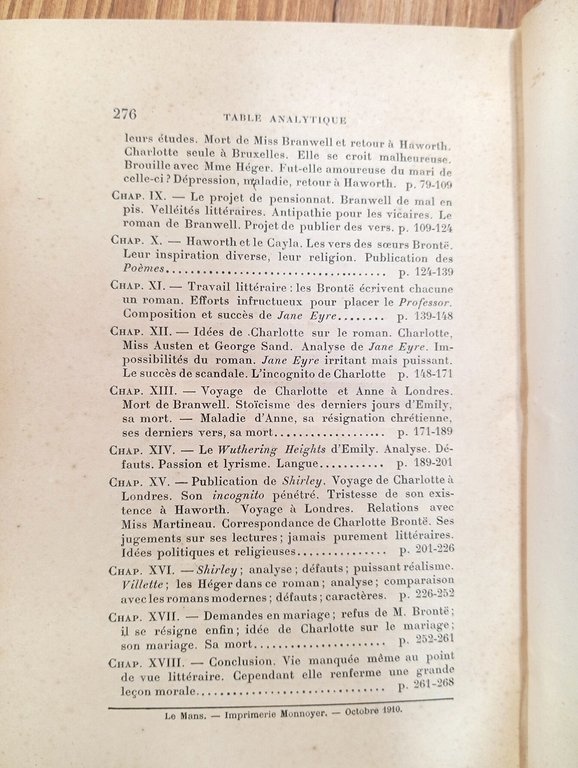 276
TABLE ANALYTIQUE
leurs études. Mort de Miss Branwell et retour à Haworth.
Charlotte seule à Bruxelles. Elle se croit malheureuse.
Brouille avec Mme Héger. Fut-elle amoureuse du mari de
celle-ci ? Dépression, maladie, retour à Haworth. p. 79-109
CHAP. IX. — Le projet de pensionnat. Branwell de mal en
pis. Velléités littéraires. Antipathie pour les vicaires. Le
roman de Branwell. Projet de publier des vers. p. 109-124
CHAP. X. — Haworth et le Cayla. Les vers des sœurs Brontë.
Leur inspiration diverse, leur religion. Publication des
Poèmes.................................... p. 124-139
CHAP. XI. — Travail littéraire : les Brontë écrivent chacune
un roman. Efforts infructueux pour placer le Professor.
Composition et succès de Jane Eyre........ p. 139-148
CHAP. XII. — Idées de Charlotte sur le roman. Charlotte,
Miss Austen et George Sand. Analyse de Jane Eyre. Im-
possibilités du roman. Jane Eyre irritant mais puissant.
Le succès de scandale. L'incognito de Charlotte p. 148-171
CHAP. XIII. — Voyage de Charlotte et Anne à Londres.
Mort de Branwell. Stoïcisme des derniers jours d'Emily,
sa mort. — Maladie d'Anne, sa résignation chrétienne,
ses derniers vers, sa mort.................. p. 171-189
CHAP. XIV. — Le Wuthering Heights d'Emily. Analyse. Dé-
fauts. Passion et lyrisme. Langue........... p. 189-201
CHAP. XV. — Publication de Shirley. Voyage de Charlotte à
Londres. Son incognito pénétré. Tristesse de son exis-
tence à Haworth. Voyage à Londres. Relations avec
Miss Martineau. Correspondance de Charlotte Brontë. Ses
jugements sur ses lectures ; jamais purement littéraires.
Idées politiques et religieuses............... p. 201-226
CHAP. XVI. — Shirley ; analyse ; défauts ; puissant réalisme.
Villette ; les Héger dans ce roman ; analyse ; comparaison
avec les romans modernes ; défauts ; caractères. p. 226-252
CHAP. XVII. — Demandes en mariage ; refus de M. Brontë ;
il se résigne enfin ; idée de Charlotte sur le mariage ;
son mariage. Sa mort...................... p. 252-261
CHAP. XVIII. — Conclusion. Vie manquée même au point
de vue littéraire. Cependant elle renferme une grande
leçon morale............................... p. 261-268
Le Mans. — Imprimerie Monnoyer. — Octobre 1910.